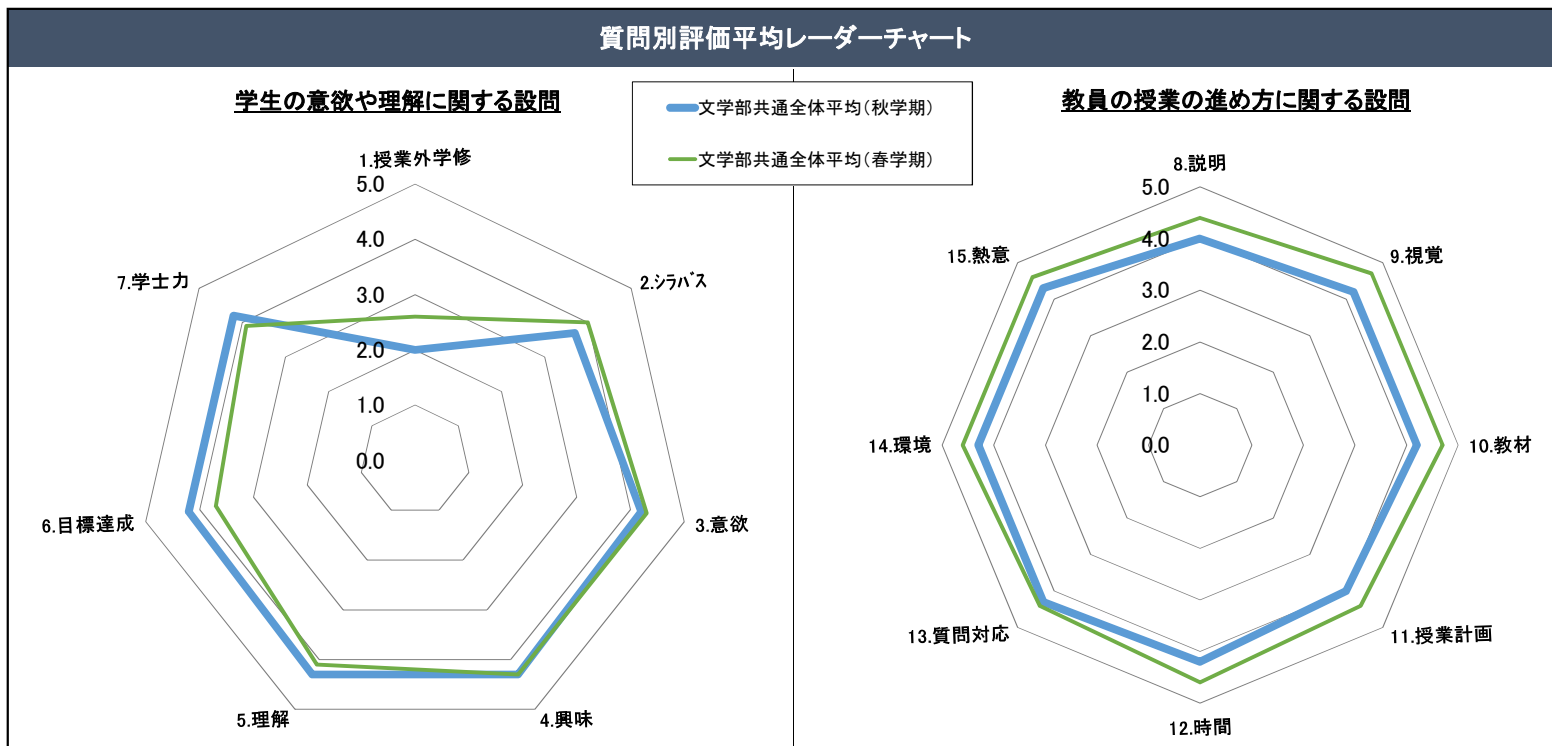 質問別評価平均レーダーチャート
学生の意欲や理解に関する設問
文学部共通全体平均(秋学期)
文学部共通全体平均(春学期)
教員の授業の進め方に関する設問
1.授業外学修
2.ｼﾗﾊﾞｽ
3.意欲
4.興味
5.理解
6.目標達成
7.学士力
5.0
4.0
3.0
2.0
1.0
0.0
8.説明
9.視覚
10.教材
11.授業計画
12.時間
13.質問対応
14.環境
15.熱意
5.0
4.0
3.0
2.0
1.0
0.0